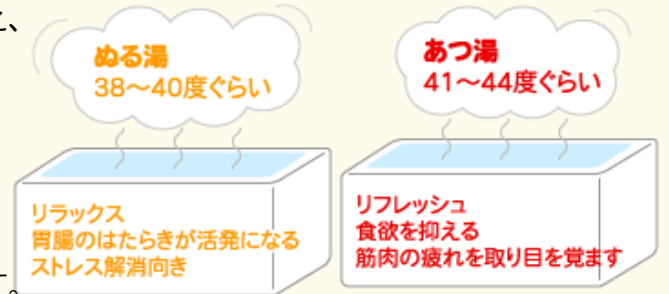 と、
ぬる湯
38～40度ぐらい
あつ湯
41～44度ぐらい
リラックス
胃腸のはたらきが活発になる
ストレス解消向き
リフレッシュ
食欲を抑える
筋肉の疲れを取り目を覚ます